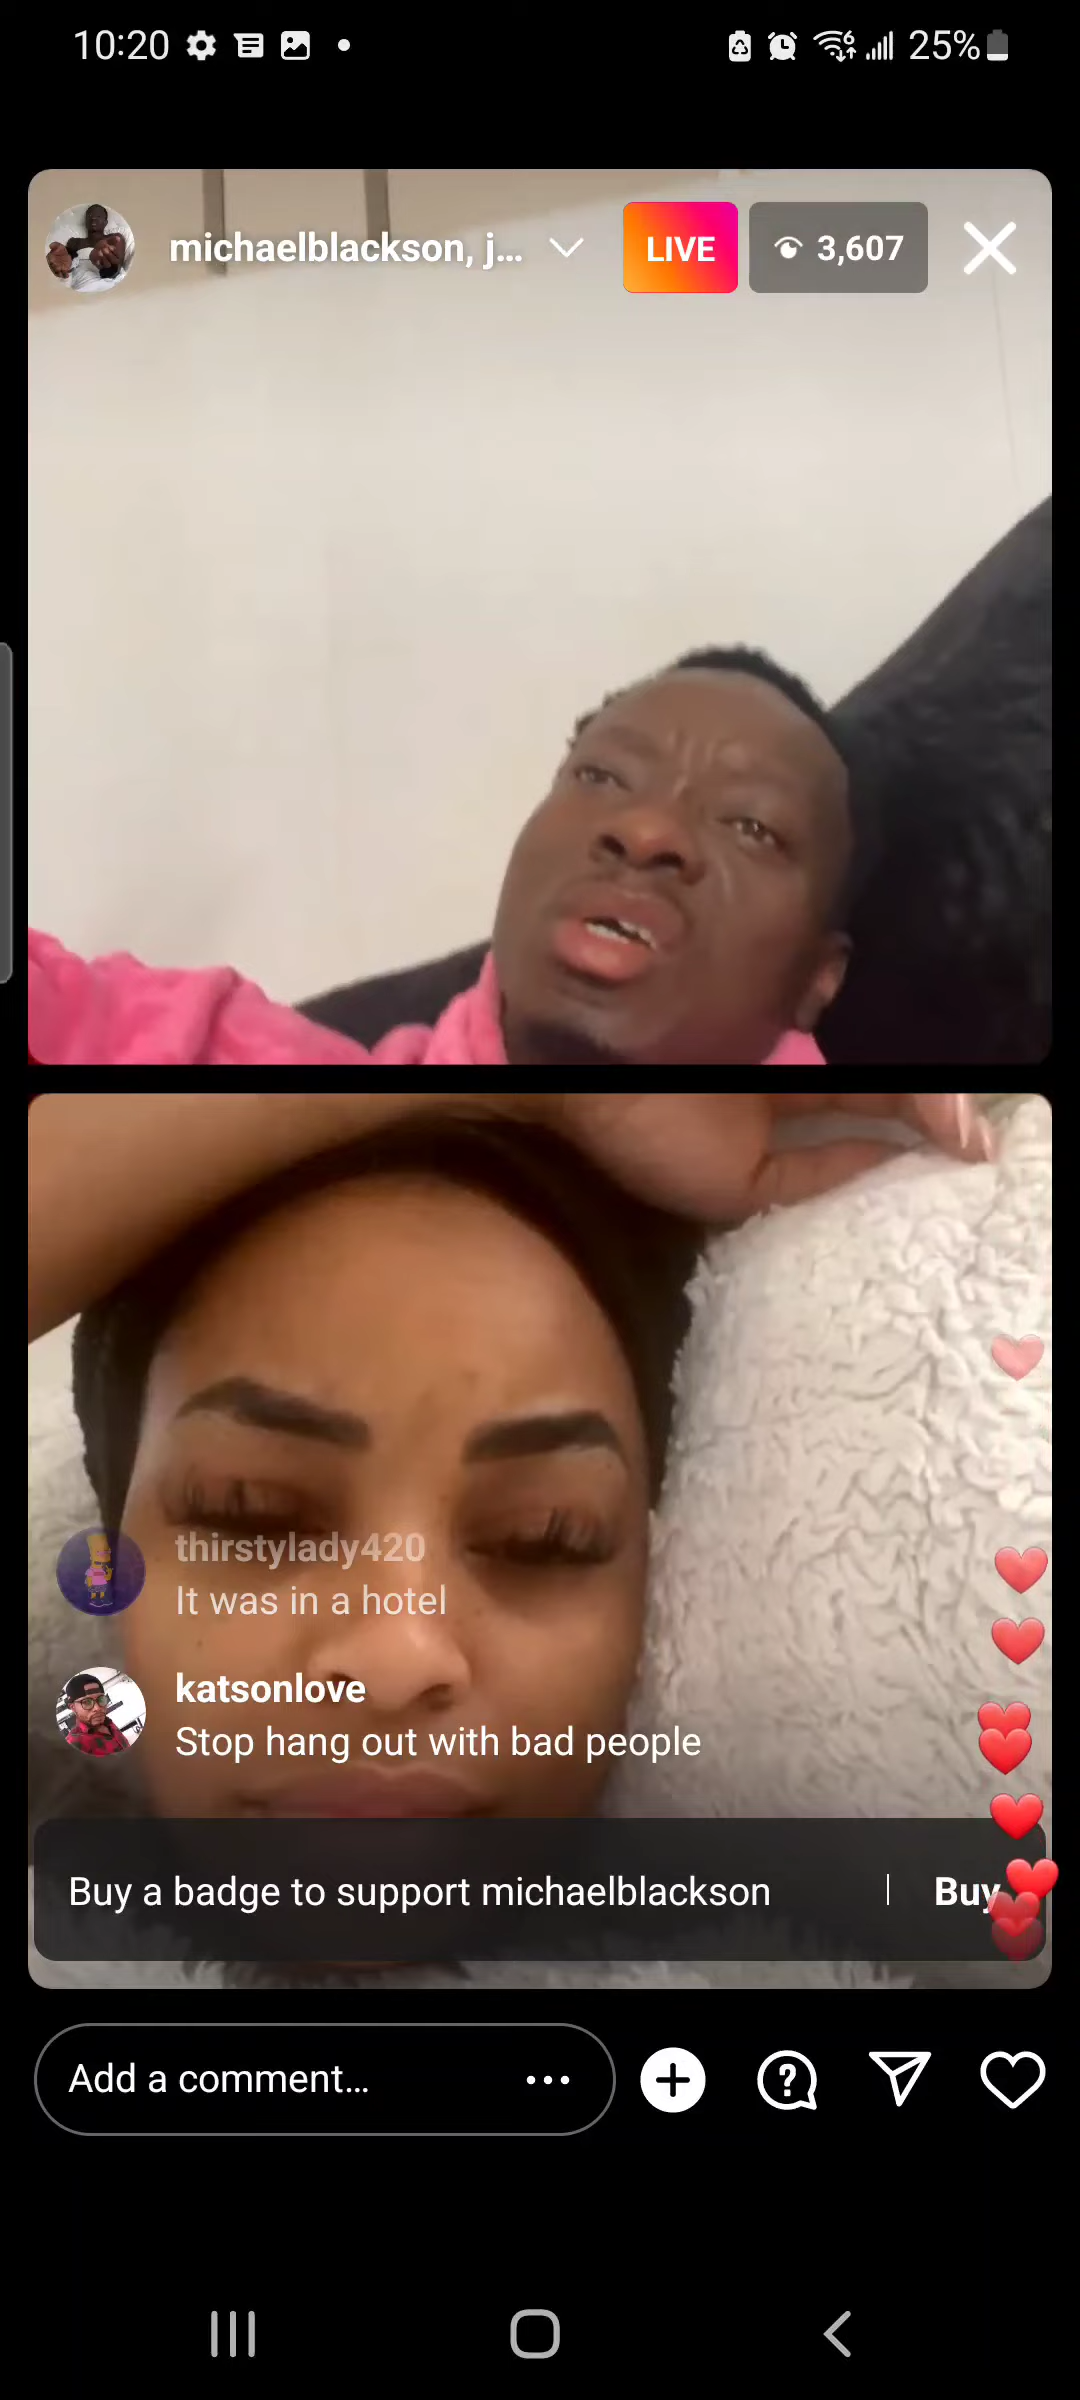 10:20
25%
michaelblackson, j...
LIVE
3,607
thirstylady420
It was in a hotel
katsonlove
Stop hang out with bad people
Buy a badge to support michaelblackson
Buy
Add a comment...